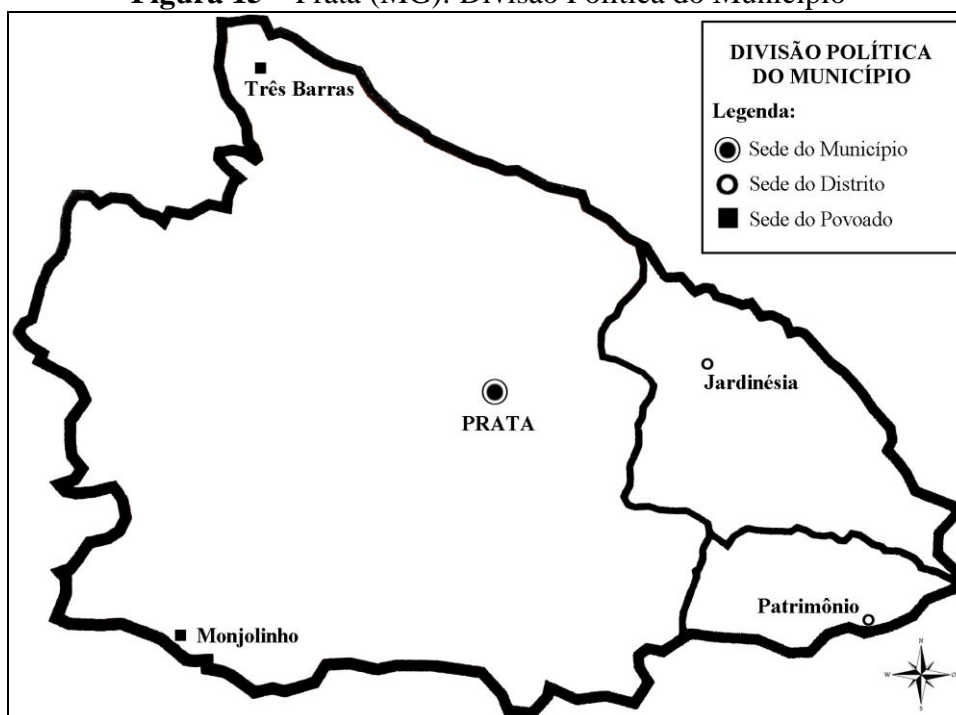 Figura 13 – Prata (MG): Divisão Política do Município
DIVISÃO POLÍTICA
DO MUNICÍPIO
Legenda:
Sede do Município
Sede do Distrito
Sede do Povoado
Três Barras
Jardinésia
PRATA
Patrimônio
Monjolinho
N
W
O
S